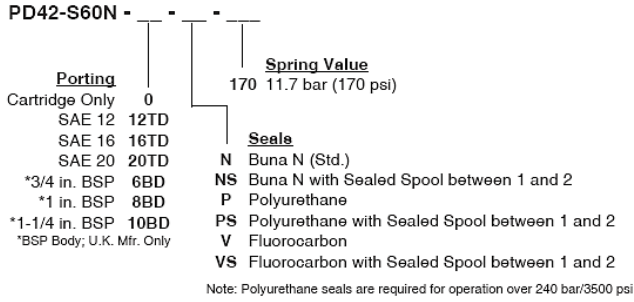 PD42-S60N - __ - __ - ___
Spring Value
170 11.7 bar (170 psi)
Porting
Cartridge Only 0
SAE 12 12TD
SAE 16 16TD
SAE 20 20TD
*3/4 in. BSP 6BD
*1 in. BSP 8BD
*1-1/4 in. BSP 10BD
*BSP Body; U.K. Mfr. Only
Seals
N Buna N (Std.)
NS Buna N with Sealed Spool between 1 and 2
P Polyurethane
PS Polyurethane with Sealed Spool between 1 and 2
V Fluorocarbon
VS Fluorocarbon with Sealed Spool between 1 and 2
Note: Polyurethane seals are required for operation over 240 bar/3500 psi